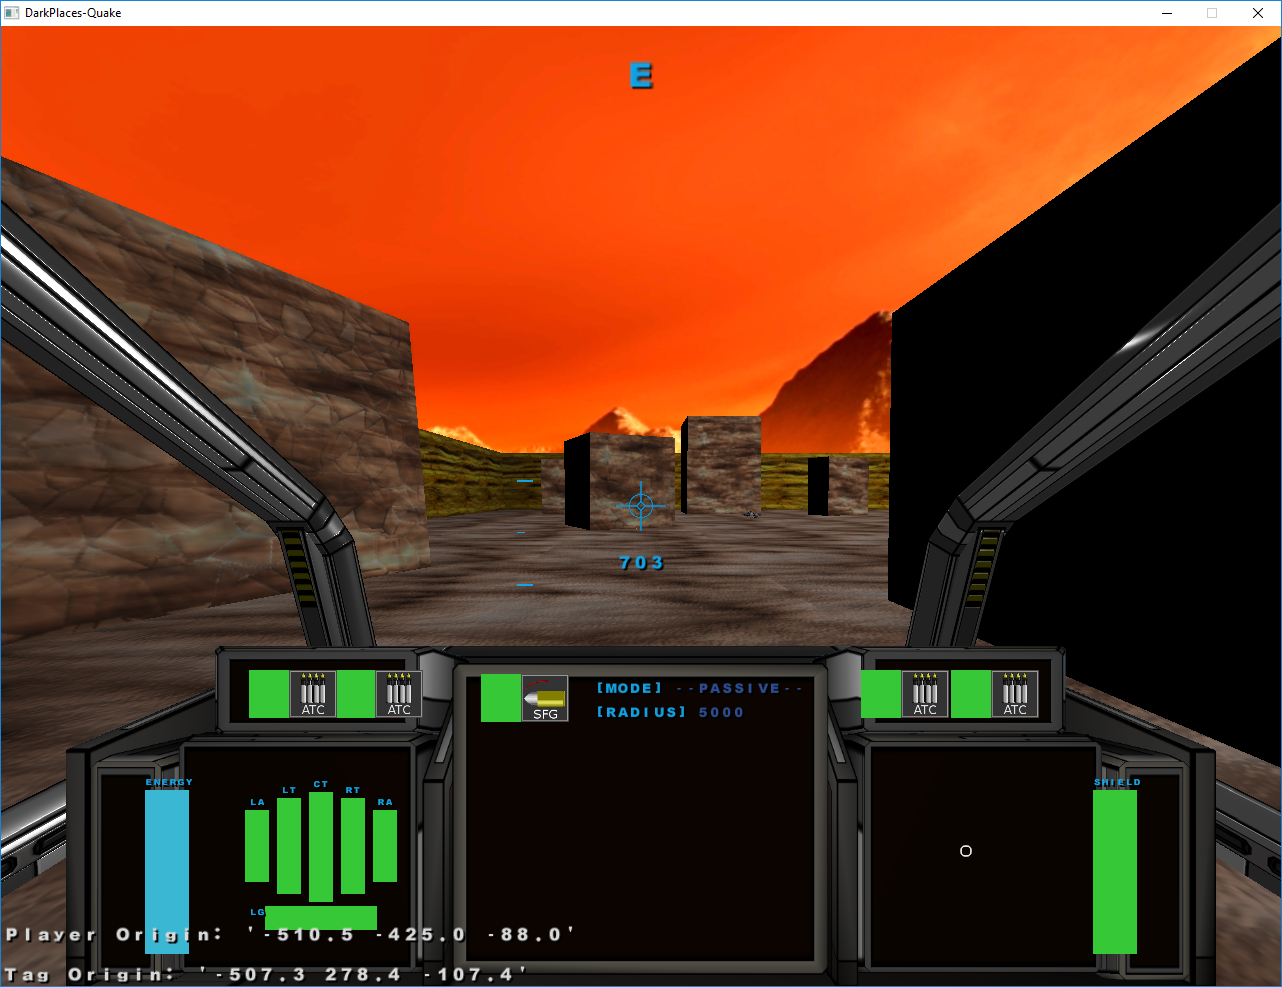 DarkPlaces-Quake
E
703
ATC ATC SFG [MODE] --PASSIVE-- ATC ATC
[RADIUS] 5000
ENERGY SHIELD
LA LT CT RT RA
LG
Player Origin: '-510.5 -425.0 -88.0'
Tag Origin: '-507.3 278.4 -107.4'